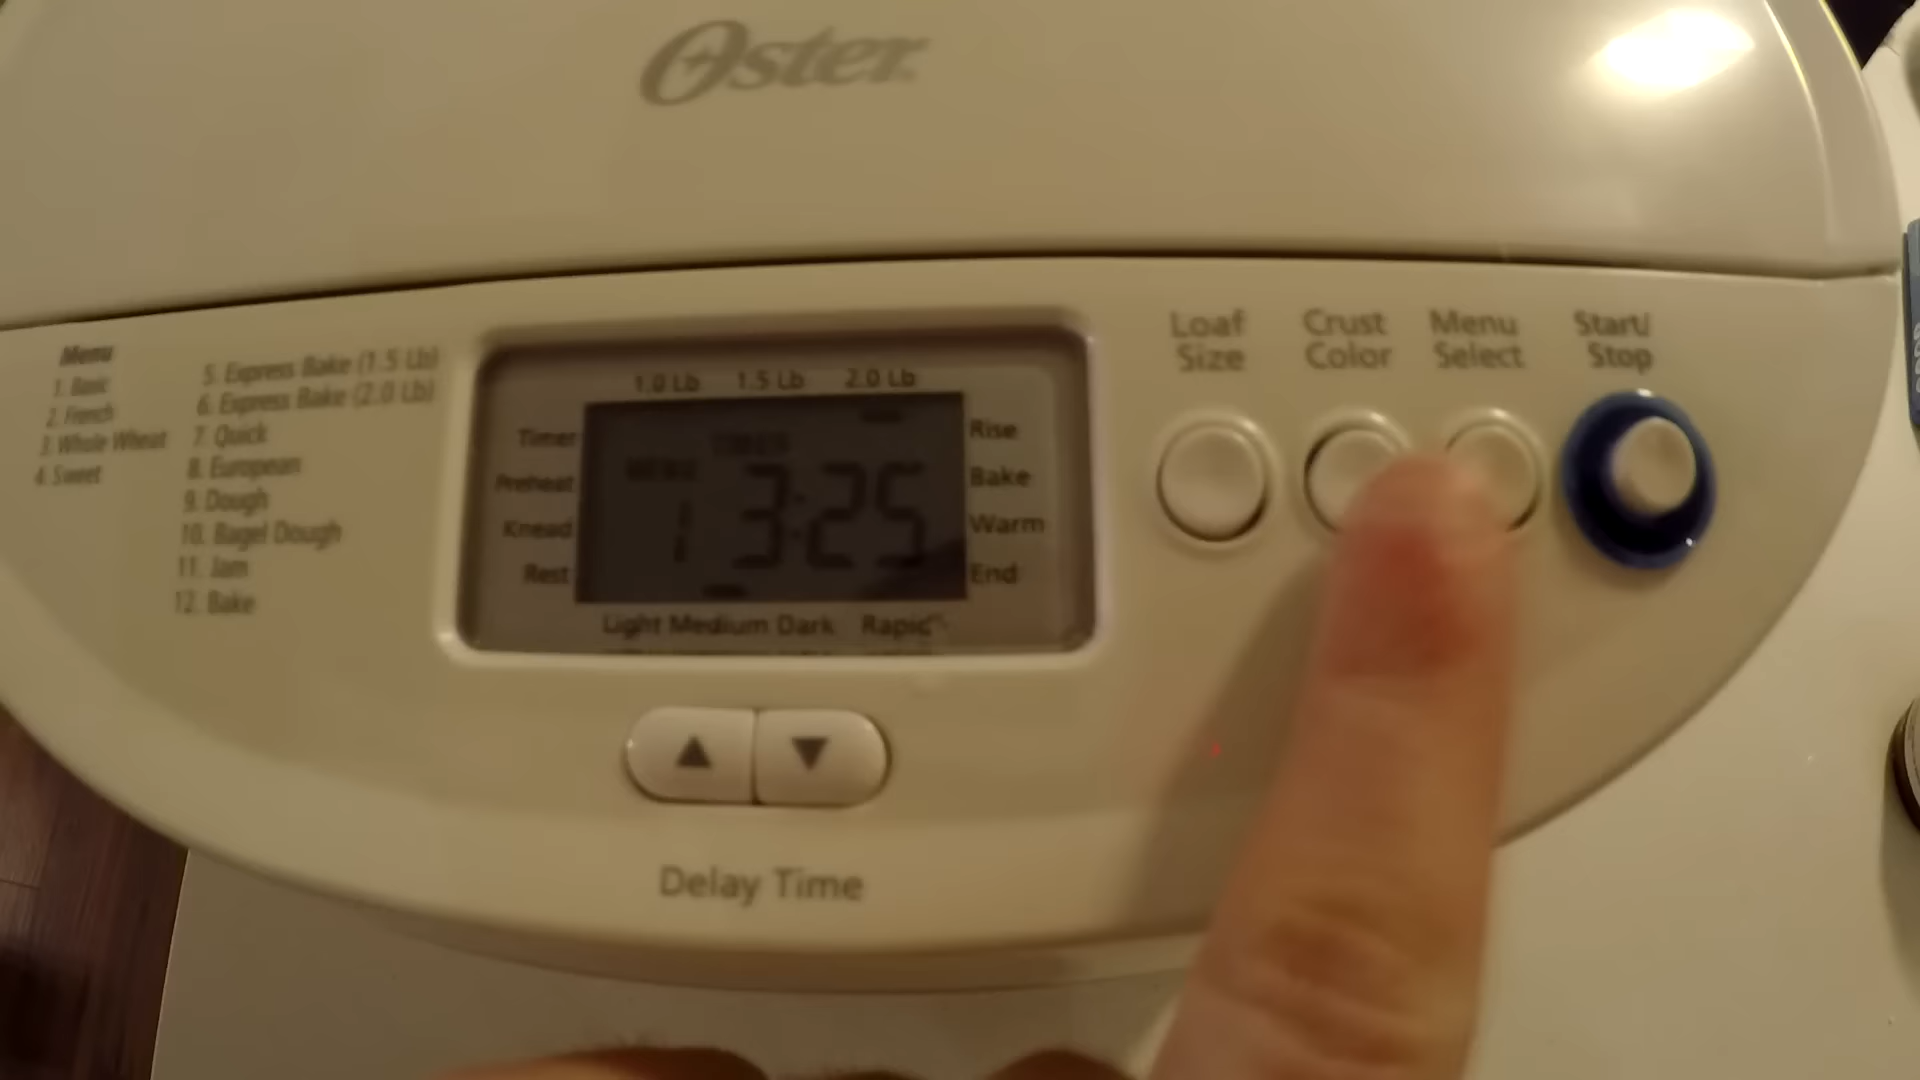 Oster
Menu
1. Basic
2. French
3. Whole Wheat
4. Sweet
5. Express Bake (1.5 Lb)
6. Express Bake (2.0 Lb)
7. Quick
8. European
9. Dough
10. Bagel Dough
11. Jam
12. Bake
1.0 Lb 1.5 Lb 2.0 Lb
Timer
Preheat
Knead
Rest
TIMER
MENU
1 3:25
Rise
Bake
Warm
End
Light Medium Dark Rapid
Loaf
Size
Crust
Color
Menu
Select
Start/
Stop
Delay Time